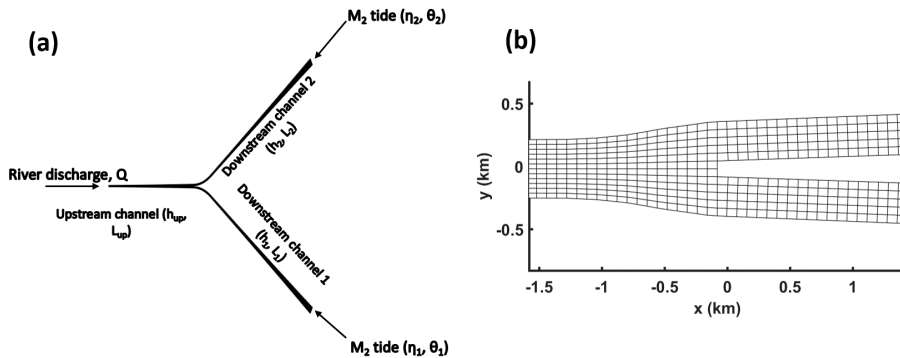 (a)
M₂ tide (η₂, θ₂)
Downstream channel 2
(h₂, L₂)
River discharge, Q
Upstream channel (hᵤₚ,
Lᵤₚ)
Downstream channel 1
(h₁, L₁)
M₂ tide (η₁, θ₁)
(b)
0.5
0
-0.5
y (km)
-1.5 -1 -0.5 0 0.5 1
x (km)